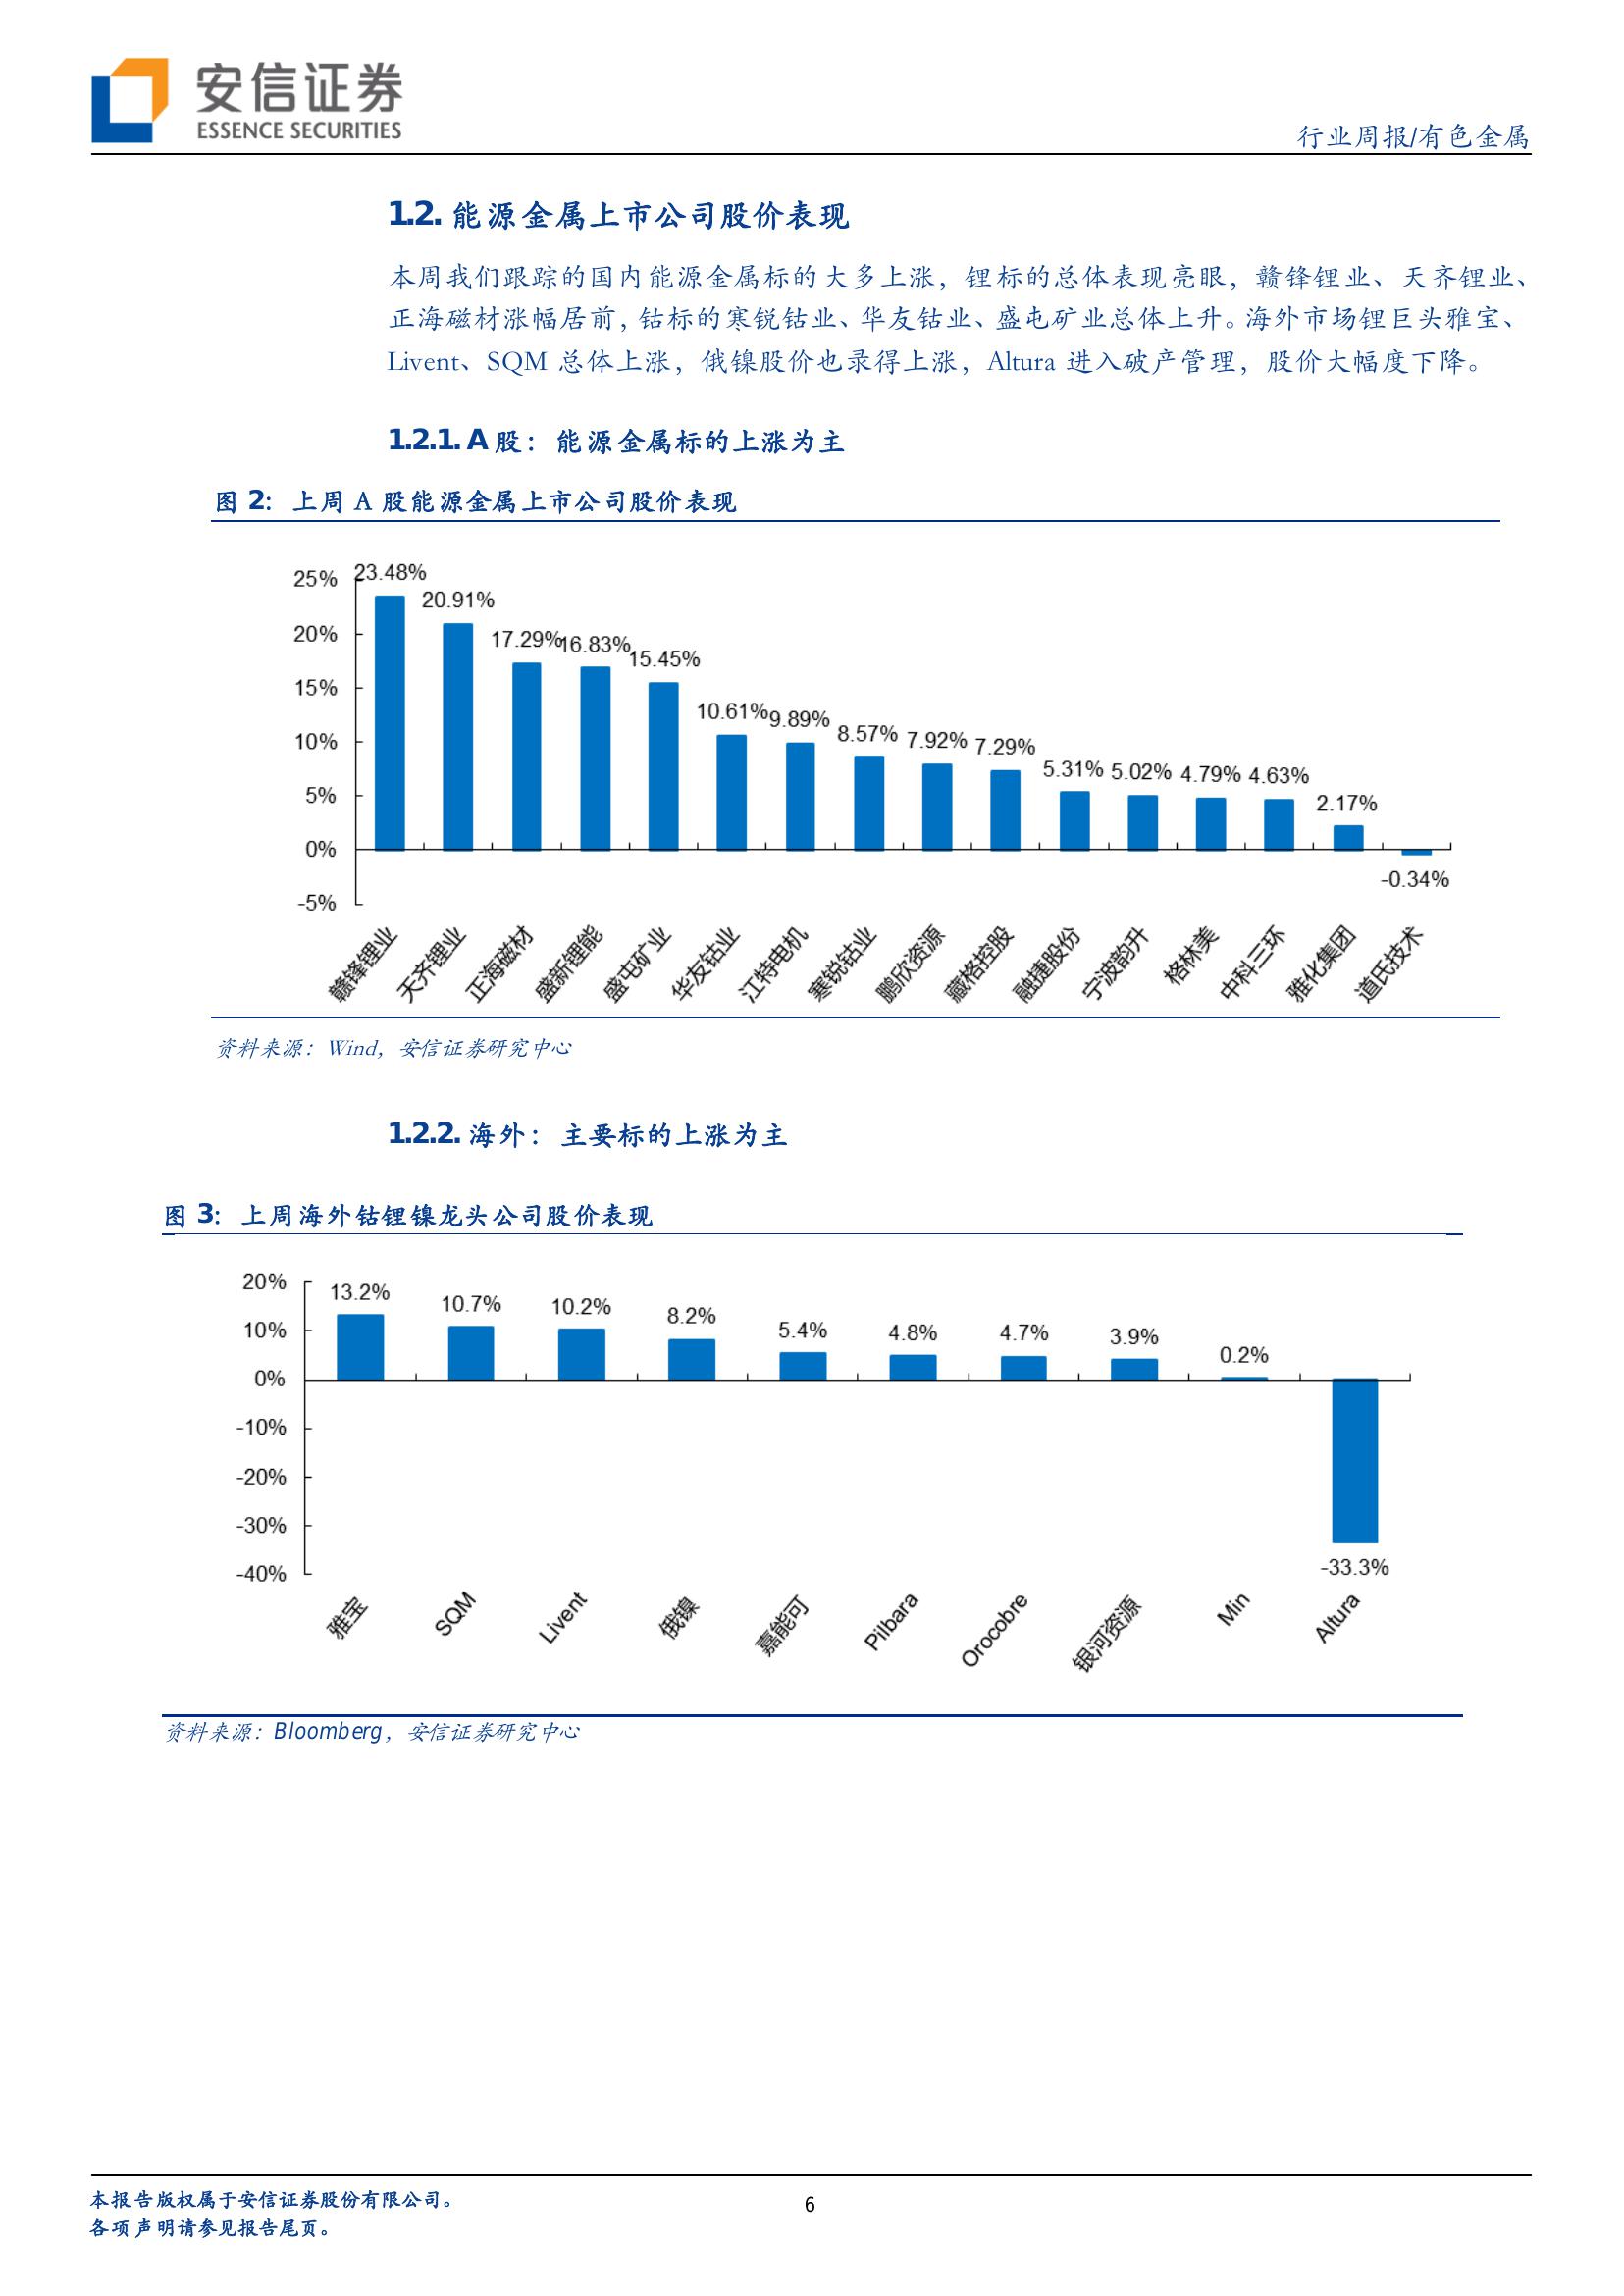 安信证券
ESSENCE SECURITIES
行业周报/有色金属
1.2. 能源金属上市公司股价表现
本周我们跟踪的国内能源金属标的大多上涨，锂标的总体表现亮眼，赣锋锂业、天齐锂业、
正海磁材涨幅居前，钴标的寒锐钴业、华友钴业、盛屯矿业总体上升。海外市场锂巨头雅宝、
Livent、SQM 总体上涨，俄镍股价也录得上涨，Altura 进入破产管理，股价大幅度下降。
1.2.1. A 股：能源金属标的上涨为主
图 2：上周 A 股能源金属上市公司股价表现
25%
20%
15%
10%
5%
0%
-5%
23.48%
20.91%
17.29%
16.83%
15.45%
10.61%
9.89%
8.57%
7.92%
7.29%
5.31%
5.02%
4.79%
4.63%
2.17%
-0.34%
赣锋锂业
天齐锂业
正海磁材
盛新锂能
盛屯矿业
华友钴业
江特电机
寒锐钴业
鹏欣资源
藏格控股
融捷股份
宁波韵升
格林美
中科三环
雅化集团
道氏技术
资料来源：Wind，安信证券研究中心
1.2.2. 海外：主要标的上涨为主
图 3：上周海外钴锂镍龙头公司股价表现
20%
10%
0%
-10%
-20%
-30%
-40%
13.2%
10.7%
10.2%
8.2%
5.4%
4.8%
4.7%
3.9%
0.2%
-33.3%
雅宝
SQM
Livent
俄镍
嘉能可
Pilbara
Orocobre
银河资源
Min
Altura
资料来源：Bloomberg，安信证券研究中心
本报告版权属于安信证券股份有限公司。
各项声明请参见报告尾页。
6